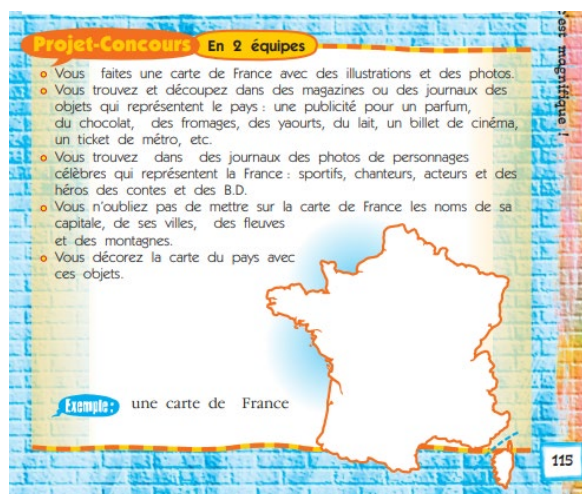 Projet-Concours En 2 équipes
Vous faites une carte de France avec des illustrations et des photos.
Vous trouvez et découpez dans des magazines ou des journaux des
objets qui représentent le pays : une publicité pour un parfum,
du chocolat, des fromages, des yaourts, du lait, un billet de cinéma,
un ticket de métro, etc.
Vous trouvez dans des journaux des photos de personnages
célèbres qui représentent la France : sportifs, chanteurs, acteurs et des
héros des contes et des B.D.
Vous n'oubliez pas de mettre sur la carte de France les noms de sa
capitale, de ses villes, des fleuves
et des montagnes.
Vous décorez la carte du pays avec
ces objets.
Exemple : une carte de France
115
est magnifique !